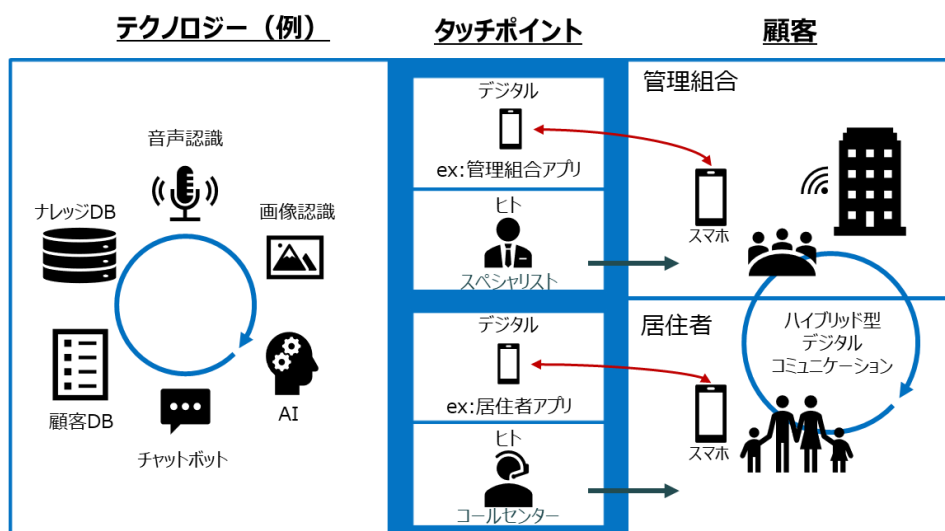 テクノロジー（例）
タッチポイント
顧客
音声認識
ナレッジDB
画像認識
顧客DB
AI
チャットボット
デジタル
ex:管理組合アプリ
ヒト
スペシャリスト
デジタル
ex:居住者アプリ
ヒト
コールセンター
管理組合
スマホ
居住者
ハイブリッド型
デジタル
コミュニケーション
スマホ